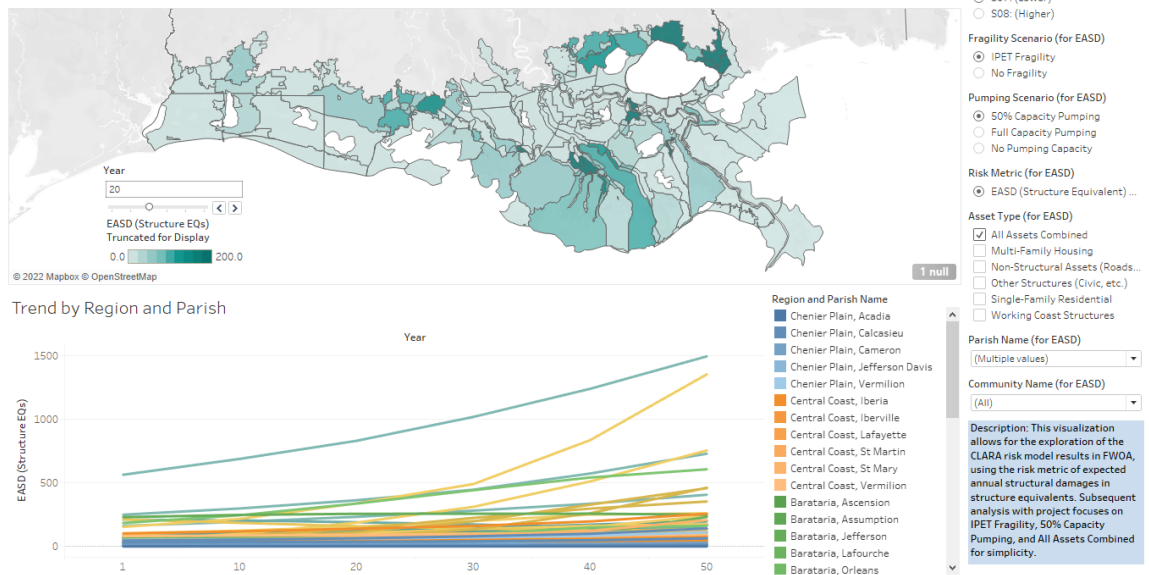 S08: (Higher)
Fragility Scenario (for EASD)
IPET Fragility
No Fragility
Pumping Scenario (for EASD)
50% Capacity Pumping
Full Capacity Pumping
No Pumping Capacity
Risk Metric (for EASD)
EASD (Structure Equivalent) ...
Asset Type (for EASD)
All Assets Combined
Multi-Family Housing
Non-Structural Assets (Roads...
Other Structures (Civic, etc.)
Single-Family Residential
Working Coast Structures
Parish Name (for EASD)
(Multiple values)
Community Name (for EASD)
(All)
Description: This visualization
allows for the exploration of the
CLARA risk model results in FWOA,
using the risk metric of expected
annual structural damages in
structure equivalents. Subsequent
analysis with project focuses on
IPET Fragility, 50% Capacity
Pumping, and All Assets Combined
for simplicity.
Year
20
EASD (Structure EQs)
Truncated for Display
0.0 200.0
© 2022 Mapbox © OpenStreetMap
1 null
Trend by Region and Parish
Year
EASD (Structure EQs)
1500
1000
500
0
1 10 20 30 40 50
Region and Parish Name
Chenier Plain, Acadia
Chenier Plain, Calcasieu
Chenier Plain, Cameron
Chenier Plain, Jefferson Davis
Chenier Plain, Vermilion
Central Coast, Iberia
Central Coast, Iberville
Central Coast, Lafayette
Central Coast, St Martin
Central Coast, St Mary
Central Coast, Vermilion
Barataria, Ascension
Barataria, Assumption
Barataria, Jefferson
Barataria, Lafourche
Barataria, Orleans